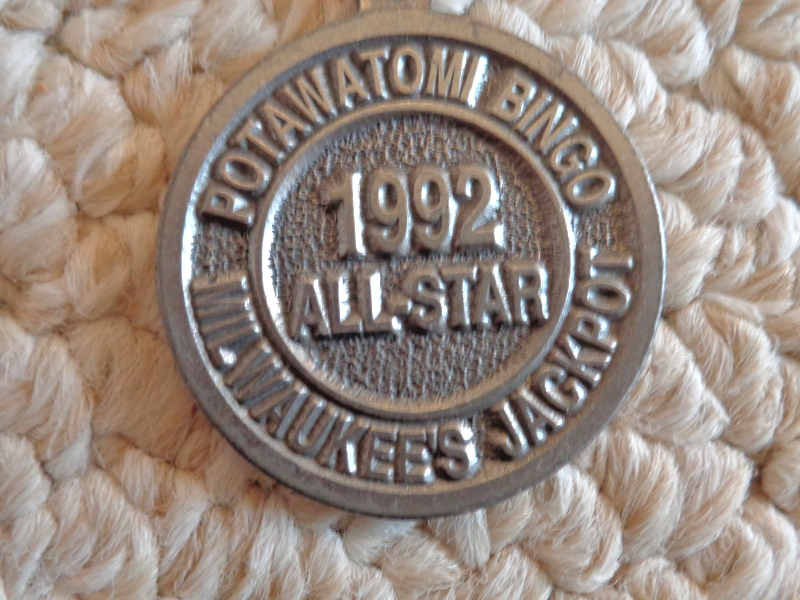 POTAWATOMI BINGO
1992
ALL-STAR
MILWAUKEE'S JACKPOT